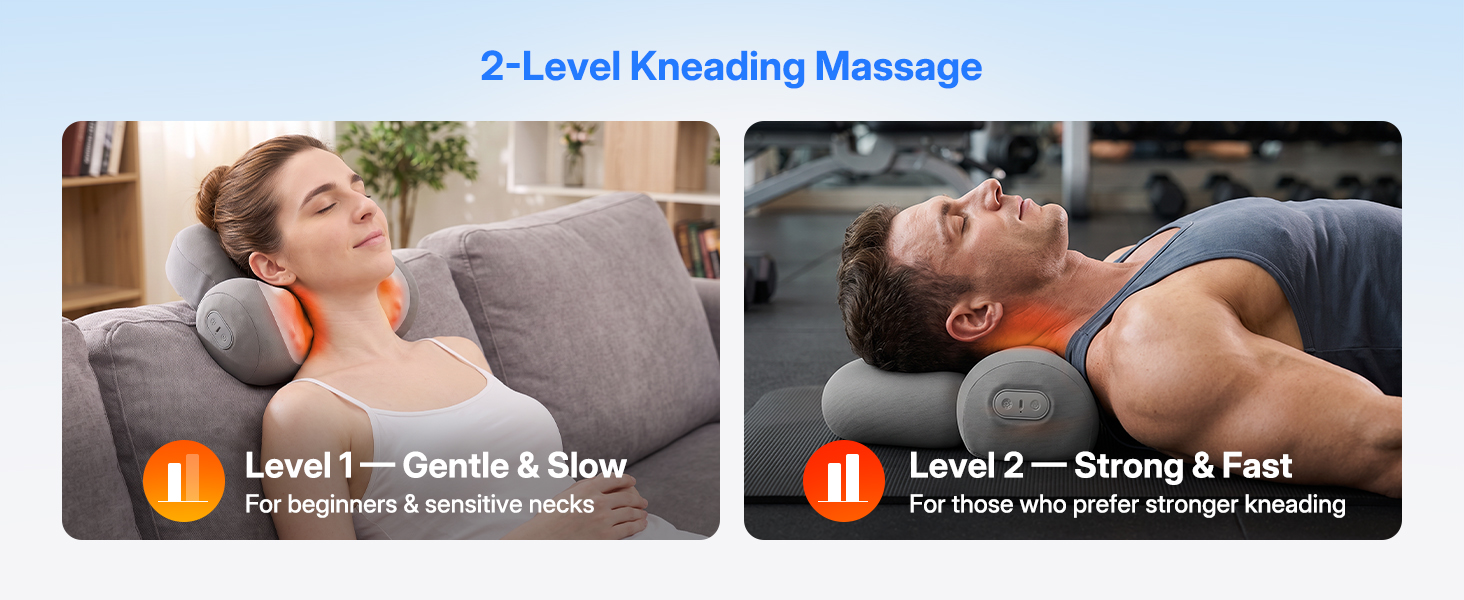 2-Level Kneading Massage
Level 1 — Gentle & Slow
For beginners & sensitive necks
Level 2 — Strong & Fast
For those who prefer stronger kneading